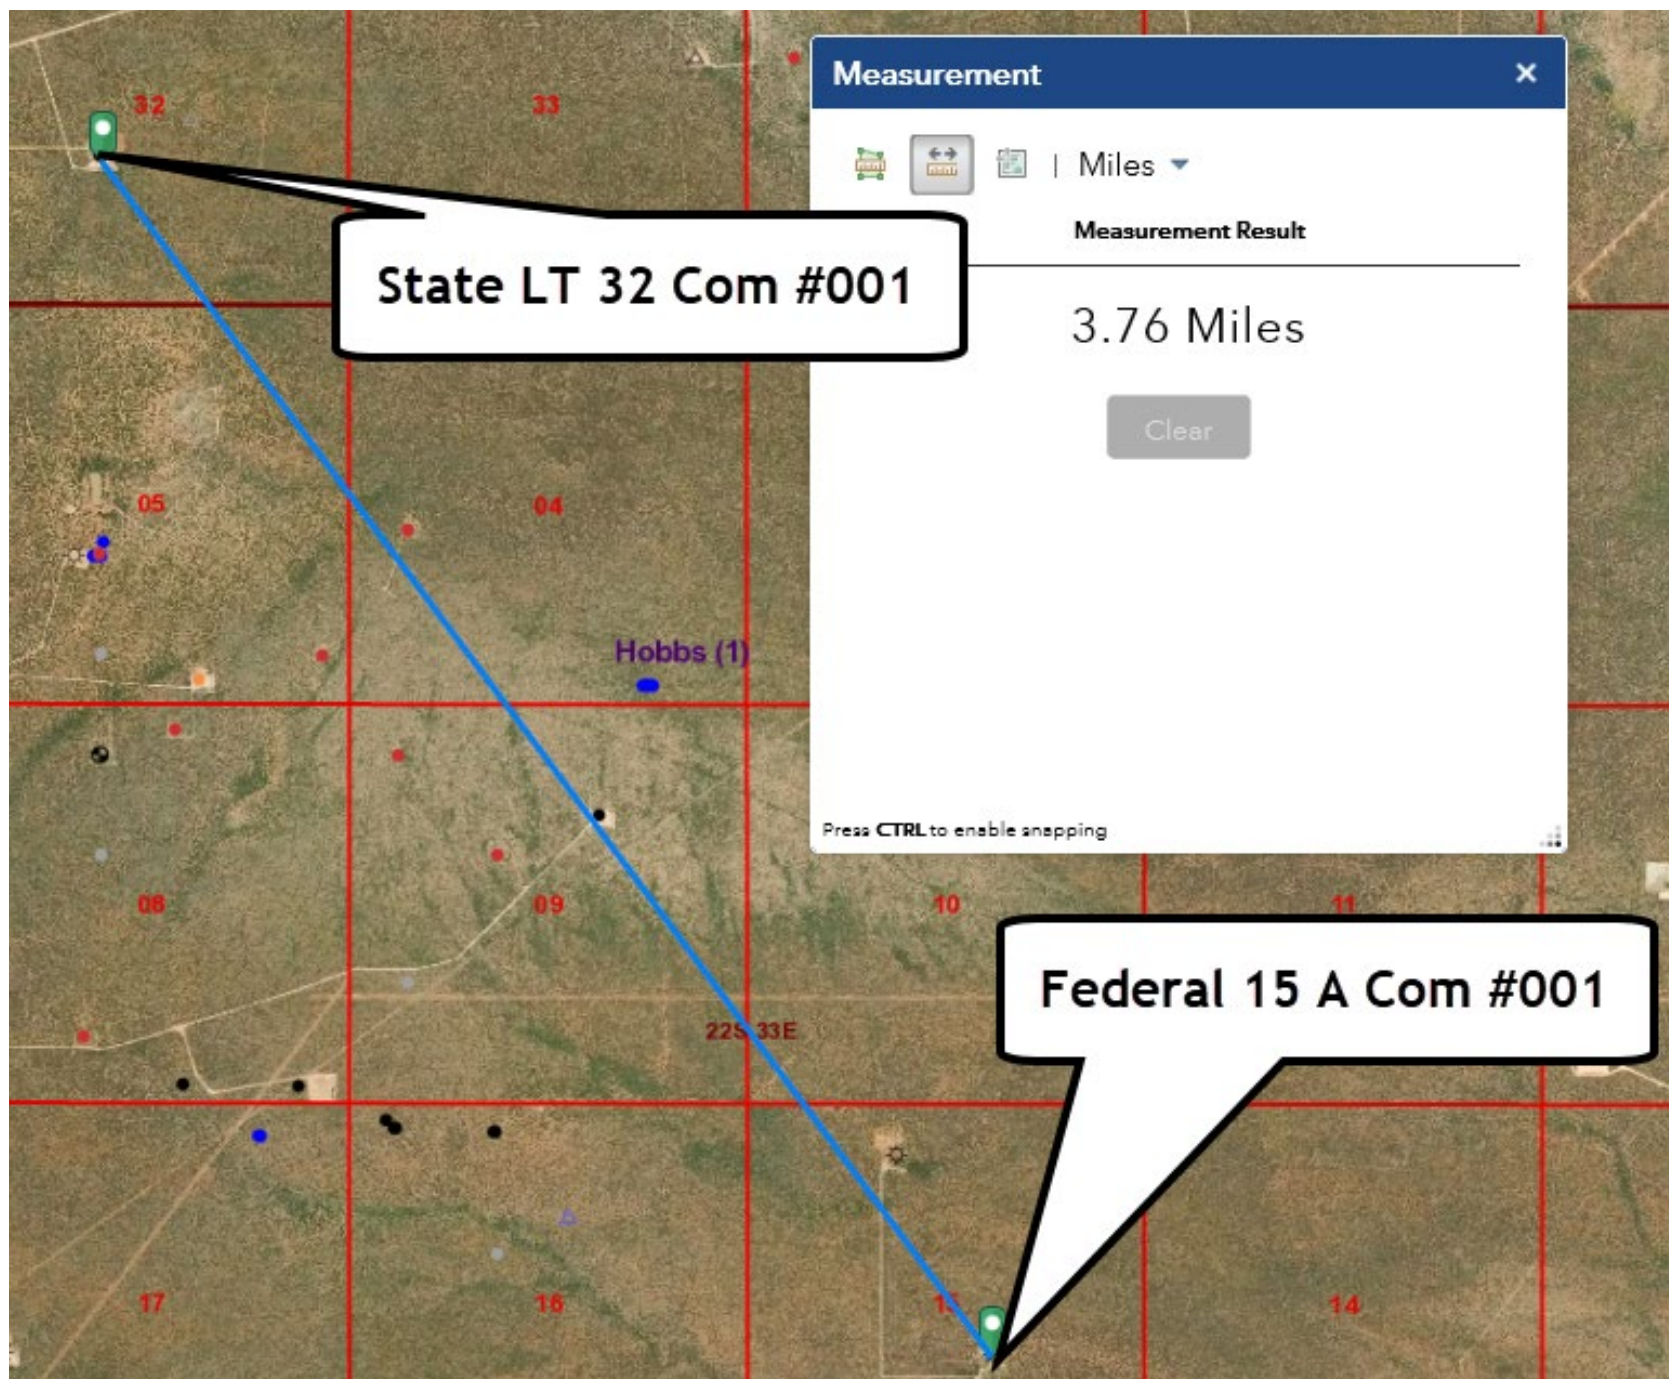 32
33
Measurement
| Miles
Measurement Result
State LT 32 Com #001
3.76 Miles
Clear
05
04
Hobbs (1)
Press CTRL to enable snapping
08
09
10
11
Federal 15 A Com #001
22S 33E
17
16
15
14